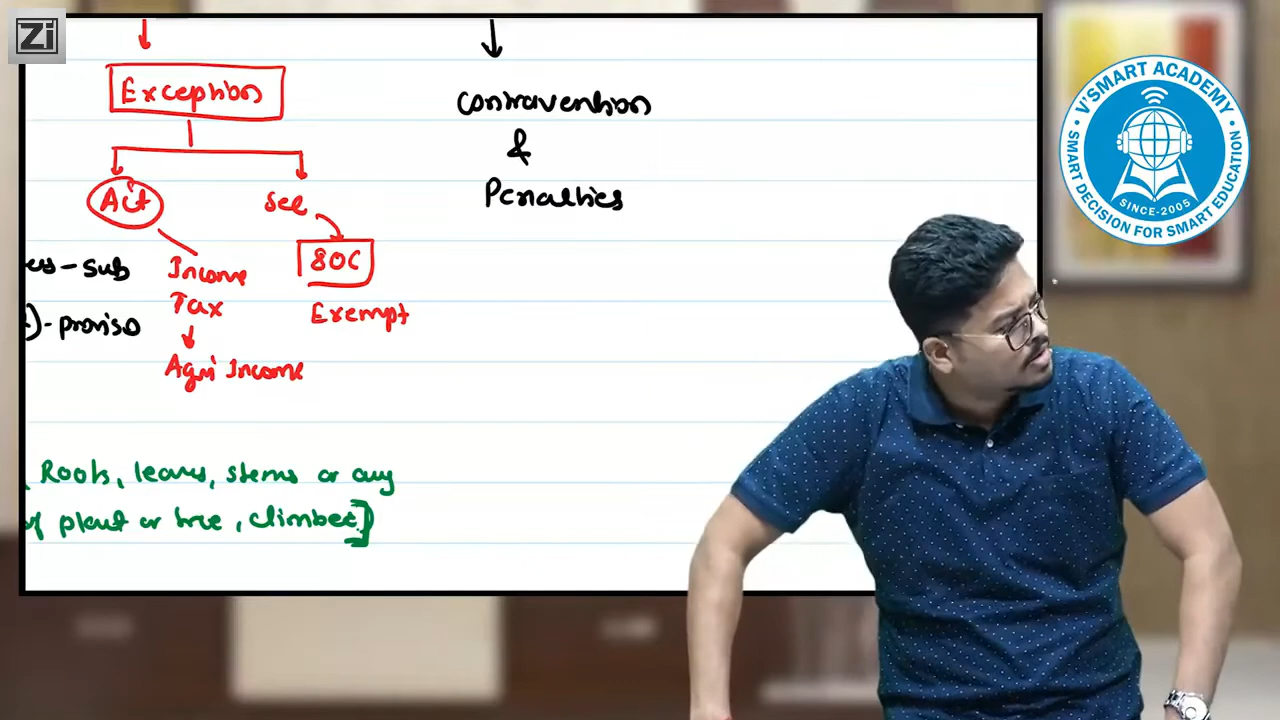 Zi
Exception
Act
Sec
80C
Exempt
Income
Tax
Agri Income
-sub
)-proviso
Roots, leaves, stems or any
of plant or tree, climber]
Contravention
&
Penalties
V'SMART ACADEMY
SINCE-2005
SMART DECISION FOR SMART EDUCATION